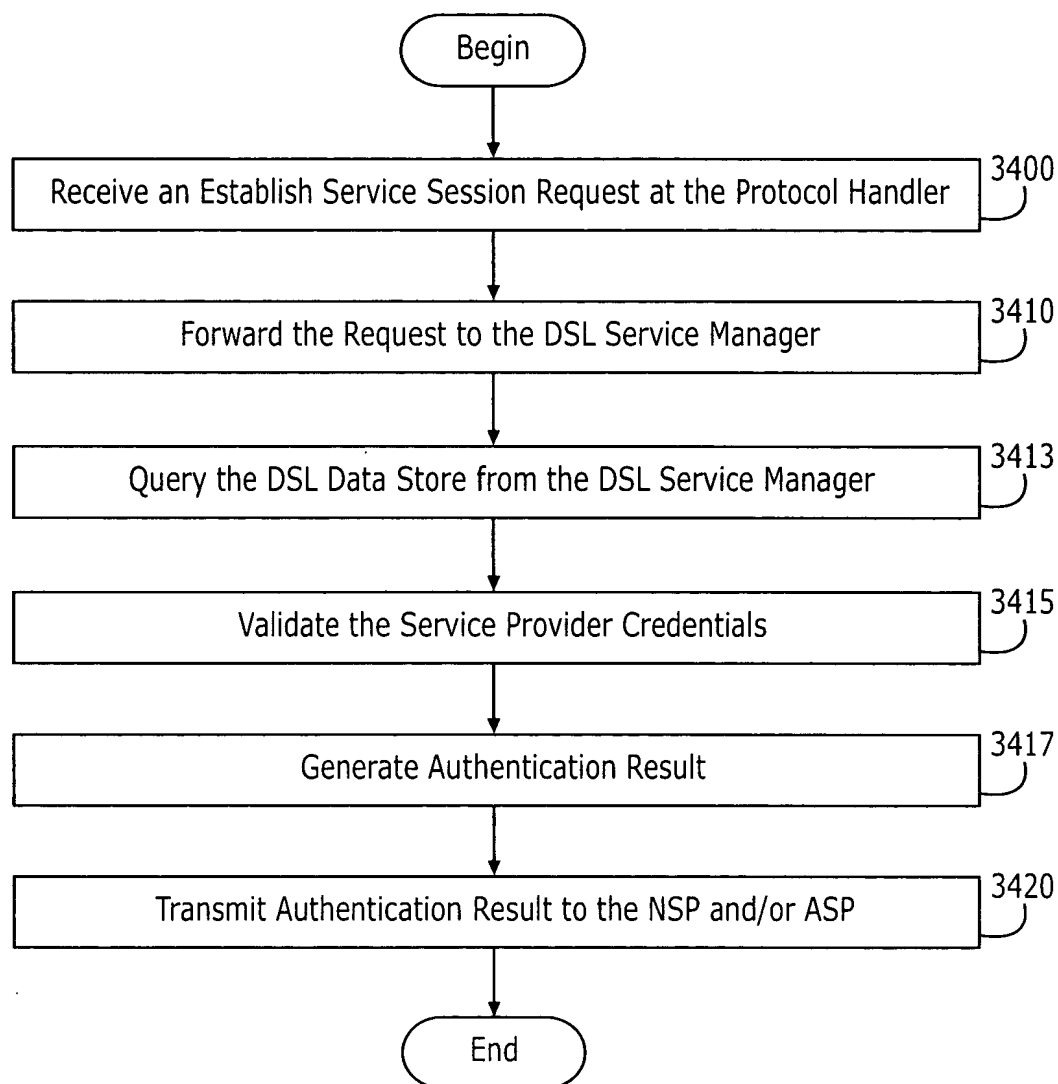 Begin
Receive an Establish Service Session Request at the Protocol Handler
3400
Forward the Request to the DSL Service Manager
3410
Query the DSL Data Store from the DSL Service Manager
3413
Validate the Service Provider Credentials
3415
Generate Authentication Result
3417
Transmit Authentication Result to the NSP and/or ASP
3420
End